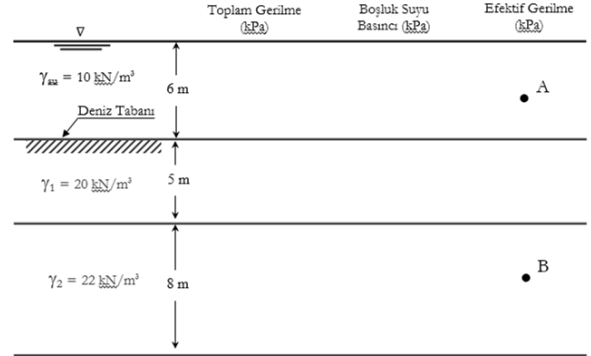 Toplam Gerilme
(kPa)
Boşluk Suyu
Basıncı (kPa)
Efektif Gerilme
(kPa)
γsu = 10 kN/m³
6 m
A
Deniz Tabanı
γ1 = 20 kN/m³
5 m
γ2 = 22 kN/m³
8 m
B